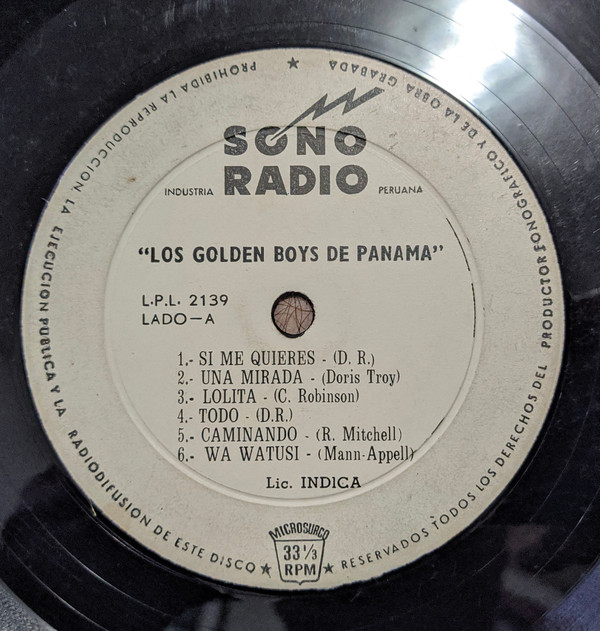 SONO
RADIO
INDUSTRIA PERUANA
"LOS GOLDEN BOYS DE PANAMA"
L.P.L. 2139
LADO-A
1.- SI ME QUIERES - (D. R.)
2.- UNA MIRADA - (Doris Troy)
3.- LOLITA - (C. Robinson)
4.- TODO - (D.R.)
5.- CAMINANDO - (R. Mitchell)
6.- WA WATUSI - (Mann-Appell)
Lic. INDICA
MICROSURCO
33 1/3
RPM
★ RESERVADOS TODOS LOS DERECHOS DEL PRODUCTOR FONOGRAFICO Y DE LA OBRA GRABADA ★ PROHIBIDA LA REPRODUCCION LA EJECUCION PUBLICA Y LA RADIODIFUSION DE ESTE DISCO ★